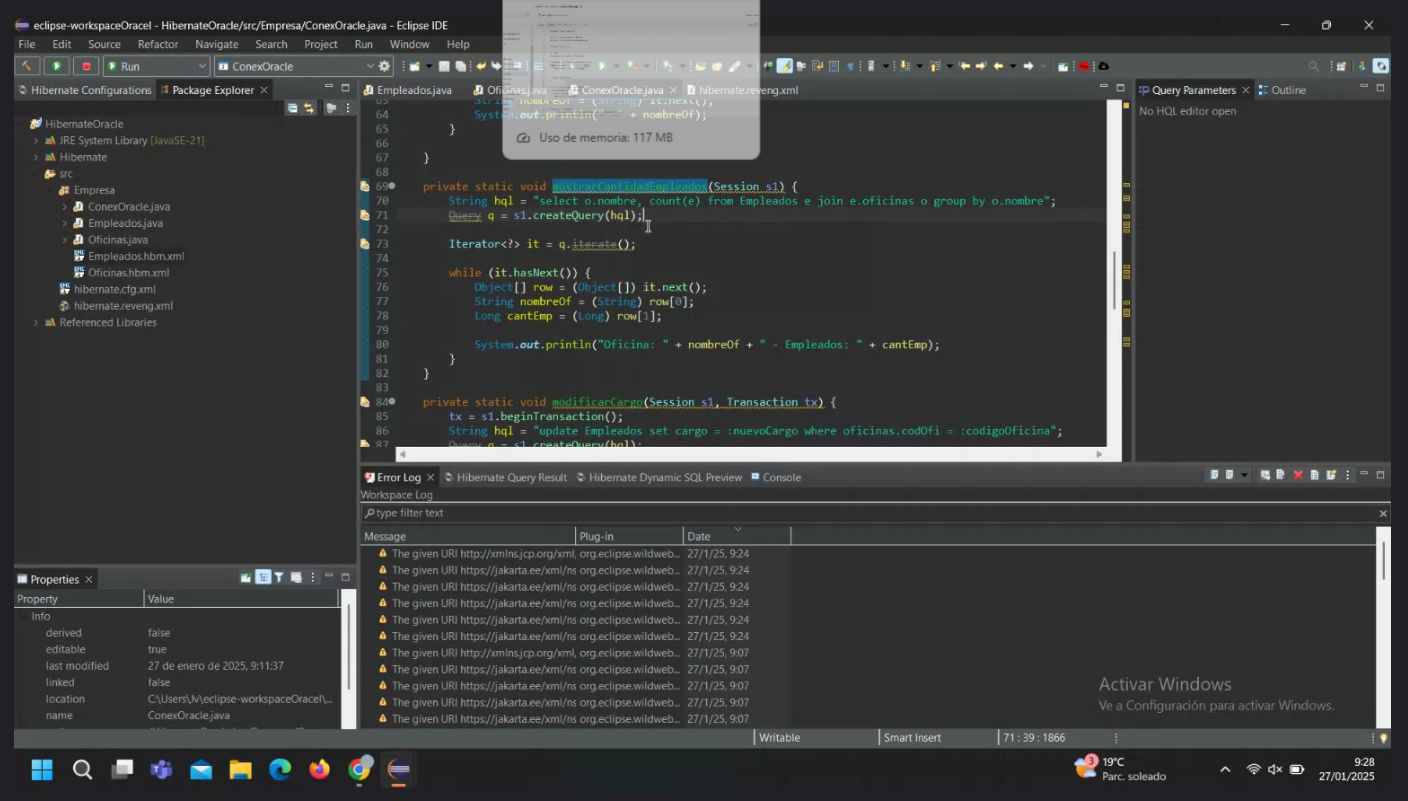 eclipse-workspaceOracel - HibernateOracle/src/Empresa/ConexOracle.java - Eclipse IDE
File Edit Source Refactor Navigate Search Project Run Window Help
Run ConexOracle
Hibernate Configurations Package Explorer
HibernateOracle
JRE System Library [JavaSE-21]
Hibernate
src
Empresa
ConexOracle.java
Empleados.java
Oficinas.java
Empleados.hbm.xml
Oficinas.hbm.xml
hibernate.cfg.xml
hibernate.reveng.xml
Referenced Libraries
Empleados.java Oficinas.java ConexOracle.java hibernate.reveng.xml
Uso de memoria: 117 MB
63 String nombreOf = (String) it.next();
64 System.out.println(" " + nombreOf);
65 }
66
67 }
68
69 private static void mostrarCantidadEmpleados(Session s1) {
70 String hql = "select o.nombre, count(e) from Empleados e join e.oficinas o group by o.nombre";
71 Query q = s1.createQuery(hql);
72
73 Iterator<?> it = q.iterate();
74
75 while (it.hasNext()) {
76 Object[] row = (Object[]) it.next();
77 String nombreOf = (String) row[0];
78 Long cantEmp = (Long) row[1];
79
80 System.out.println("Oficina: " + nombreOf + " - Empleados: " + cantEmp);
81 }
82 }
83
84 private static void modificarCargo(Session s1, Transaction tx) {
85 tx = s1.beginTransaction();
86 String hql = "update Empleados set cargo = :nuevoCargo where oficinas.codOfi = :codigoOficina";
87 Query q = s1.createQuery(hql);
Query Parameters Outline
No HQL editor open
Error Log Hibernate Query Result Hibernate Dynamic SQL Preview Console
Workspace Log
type filter text
Message Plug-in Date
The given URI http://xmlns.jcp.org/xml, org.eclipse.wildweb... 27/1/25, 9:24
The given URI https://jakarta.ee/xml/ns org.eclipse.wildweb... 27/1/25, 9:24
The given URI https://jakarta.ee/xml/ns org.eclipse.wildweb... 27/1/25, 9:24
The given URI https://jakarta.ee/xml/ns org.eclipse.wildweb... 27/1/25, 9:24
The given URI https://jakarta.ee/xml/ns org.eclipse.wildweb... 27/1/25, 9:24
The given URI https://jakarta.ee/xml/ns org.eclipse.wildweb... 27/1/25, 9:24
The given URI http://xmlns.jcp.org/xml, org.eclipse.wildweb... 27/1/25, 9:07
The given URI https://jakarta.ee/xml/ns org.eclipse.wildweb... 27/1/25, 9:07
The given URI https://jakarta.ee/xml/ns org.eclipse.wildweb... 27/1/25, 9:07
The given URI https://jakarta.ee/xml/ns org.eclipse.wildweb... 27/1/25, 9:07
The given URI https://jakarta.ee/xml/ns org.eclipse.wildweb... 27/1/25, 9:07
Properties
Property Value
Info
derived false
editable true
last modified 27 de enero de 2025, 9:11:37
linked false
location C:\Users\Jv\eclipse-workspaceOracel\...
name ConexOracle.java
Activar Windows
Ve a Configuración para activar Windows.
Writable Smart Insert 71 : 39 : 1866
3
19°C
Parc. soleado
9:28
27/01/2025